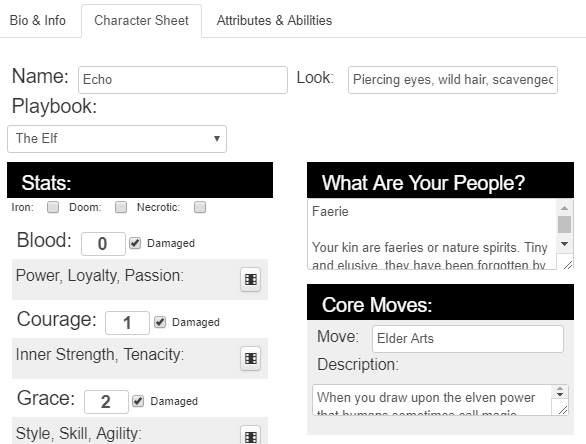 Bio & Info
Character Sheet
Attributes & Abilities
Name:
Echo
Look:
Piercing eyes, wild hair, scavenged
Playbook:
The Elf
Stats:
Iron:
Doom:
Necrotic:
Blood:
0
Damaged
Power, Loyalty, Passion:
Courage:
1
Damaged
Inner Strength, Tenacity:
Grace:
2
Damaged
Style, Skill, Agility:
What Are Your People?
Faerie
Your kin are faeries or nature spirits. Tiny
and elusive, they have been forgotten by
Core Moves:
Move:
Elder Arts
Description:
When you draw upon the elven power
that humans sometimes call magic